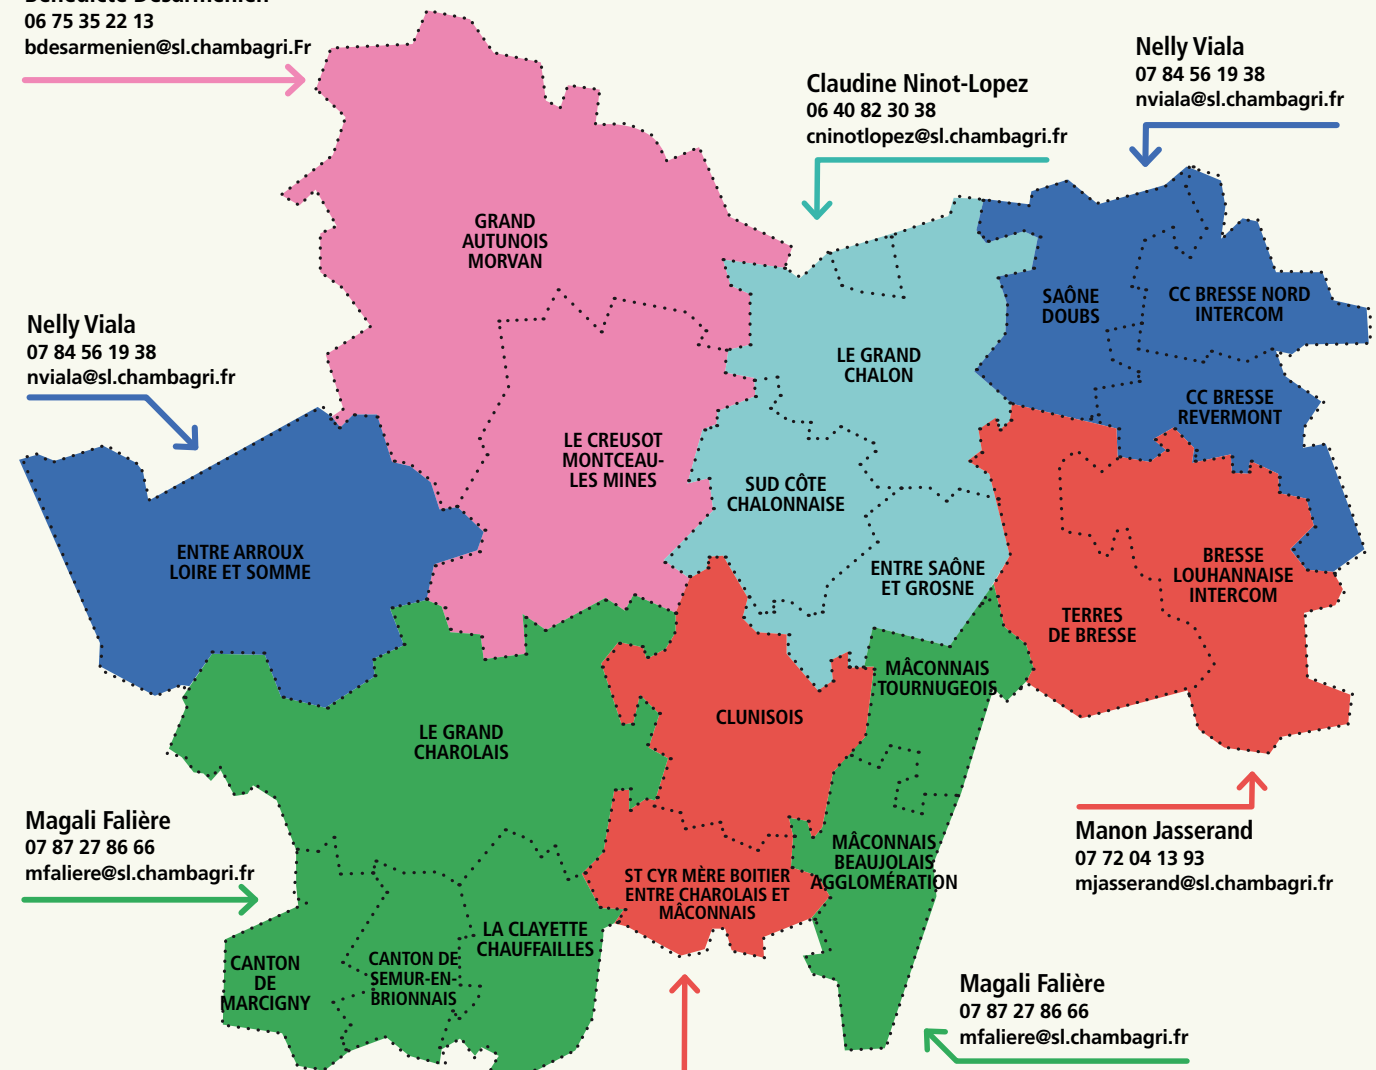 Bénédicte Desarménien
06 75 35 22 13
bdesarmenien@sl.chambagri.Fr
Claudine Ninot-Lopez
06 40 82 30 38
cninotlopez@sl.chambagri.fr
Nelly Viala
07 84 56 19 38
nviala@sl.chambagri.fr
GRAND
AUTUNOIS
MORVAN
SAÔNE
DOUBS
CC BRESSE NORD
INTERCOM
Nelly Viala
07 84 56 19 38
nviala@sl.chambagri.fr
LE GRAND
CHALON
CC BRESSE
REVERMONT
LE CREUSOT
MONTCEAU-
LES MINES
SUD CÔTE
CHALONNAISE
ENTRE ARROUX
LOIRE ET SOMME
ENTRE SAÔNE
ET GROSNE
BRESSE
LOUHANNAISE
INTERCOM
TERRES
DE BRESSE
MÂCONNAIS
TOURNUGEOIS
CLUNISOIS
LE GRAND
CHAROLAIS
Magali Falière
07 87 27 86 66
mfaliere@sl.chambagri.fr
Manon Jasserand
07 72 04 13 93
mjasserand@sl.chambagri.fr
MÂCONNAIS
BEAUJOLAIS
AGGLOMÉRATION
ST CYR MÈRE BOITIER
ENTRE CHAROLAIS ET
MÂCONNAIS
LA CLAYETTE
CHAUFFAILLES
CANTON
DE
MARCIGNY
CANTON DE
SEMUR-EN-
BRIONNAIS
Magali Falière
07 87 27 86 66
mfaliere@sl.chambagri.fr